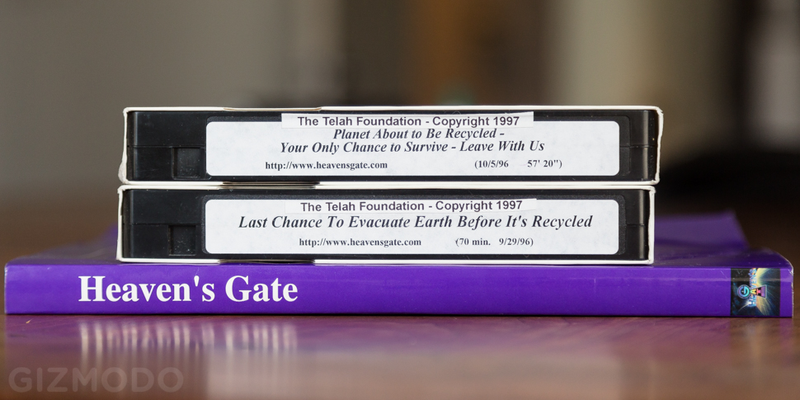 The Telah Foundation - Copyright 1997
Planet About to Be Recycled -
Your Only Chance to Survive - Leave With Us
http://www.heavensgate.com (10/5/96 57' 20")
The Telah Foundation - Copyright 1997
Last Chance To Evacuate Earth Before It's Recycled
http://www.heavensgate.com (70 min. 9/29/96)
Heaven's Gate
GIZMODO